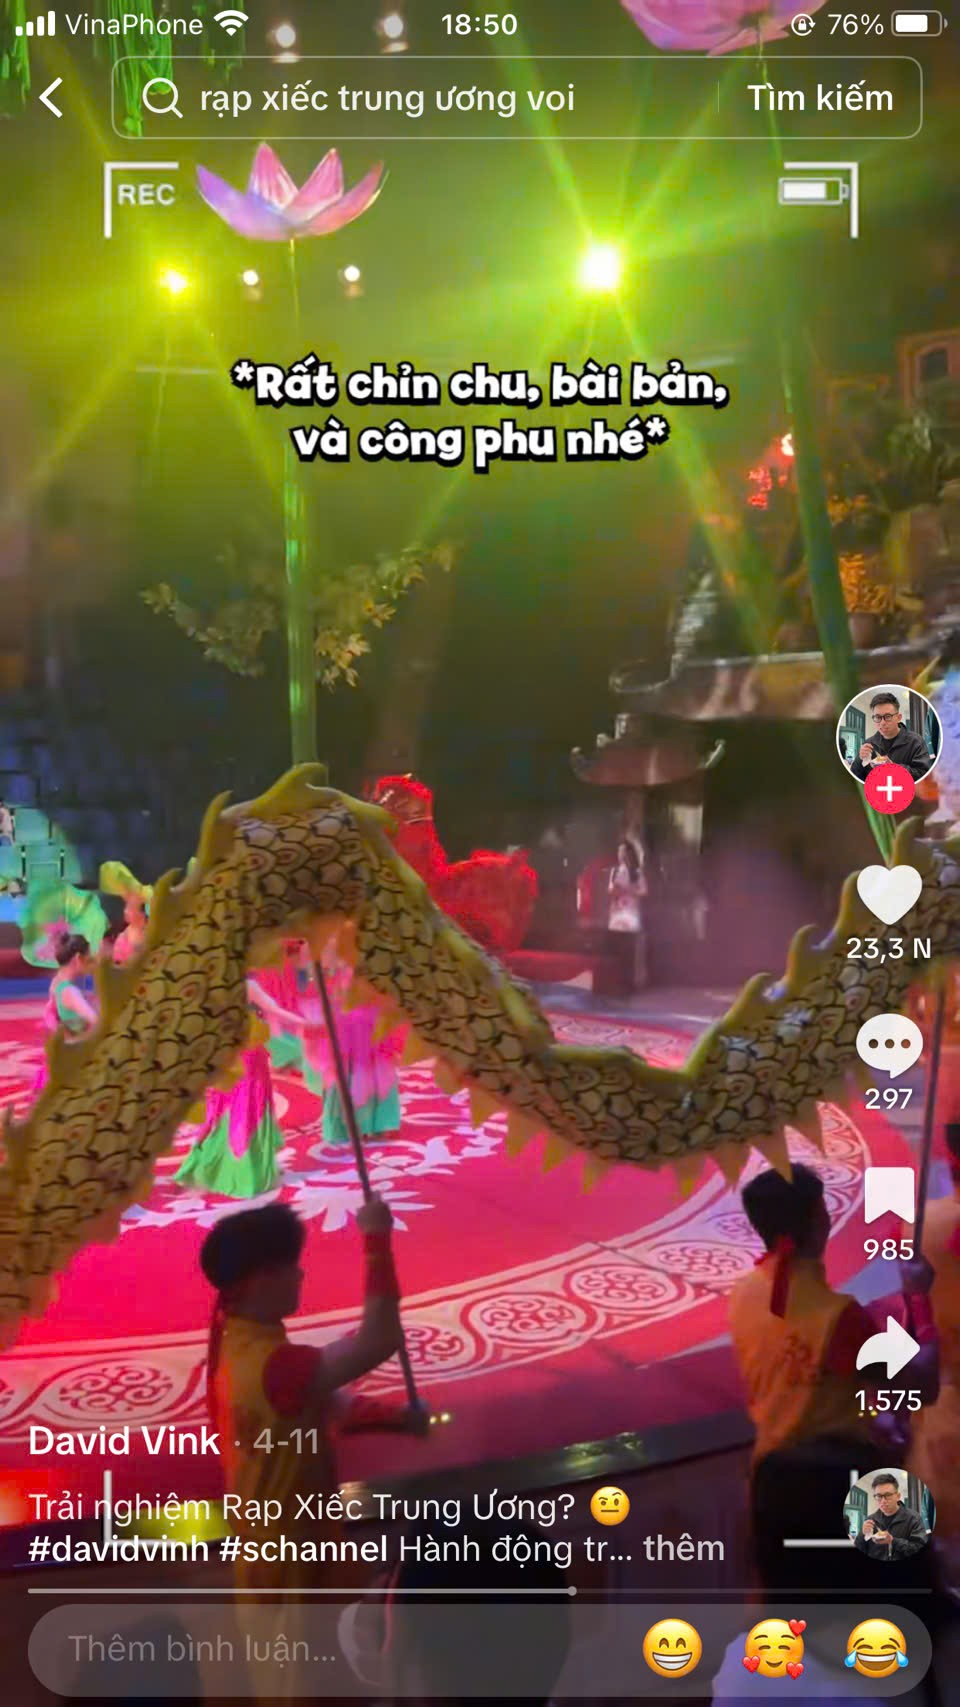 VinaPhone 18:50 76%
rạp xiếc trung ương voi Tìm kiếm
REC
*Rất chỉn chu, bài bản,
và công phu nhé*
23,3 N
297
985
1.575
David Vink · 4-11
Trải nghiệm Rạp Xiếc Trung Ương? 🤨
#davidvinh #schannel Hành động tr... thêm
Thêm bình luận...